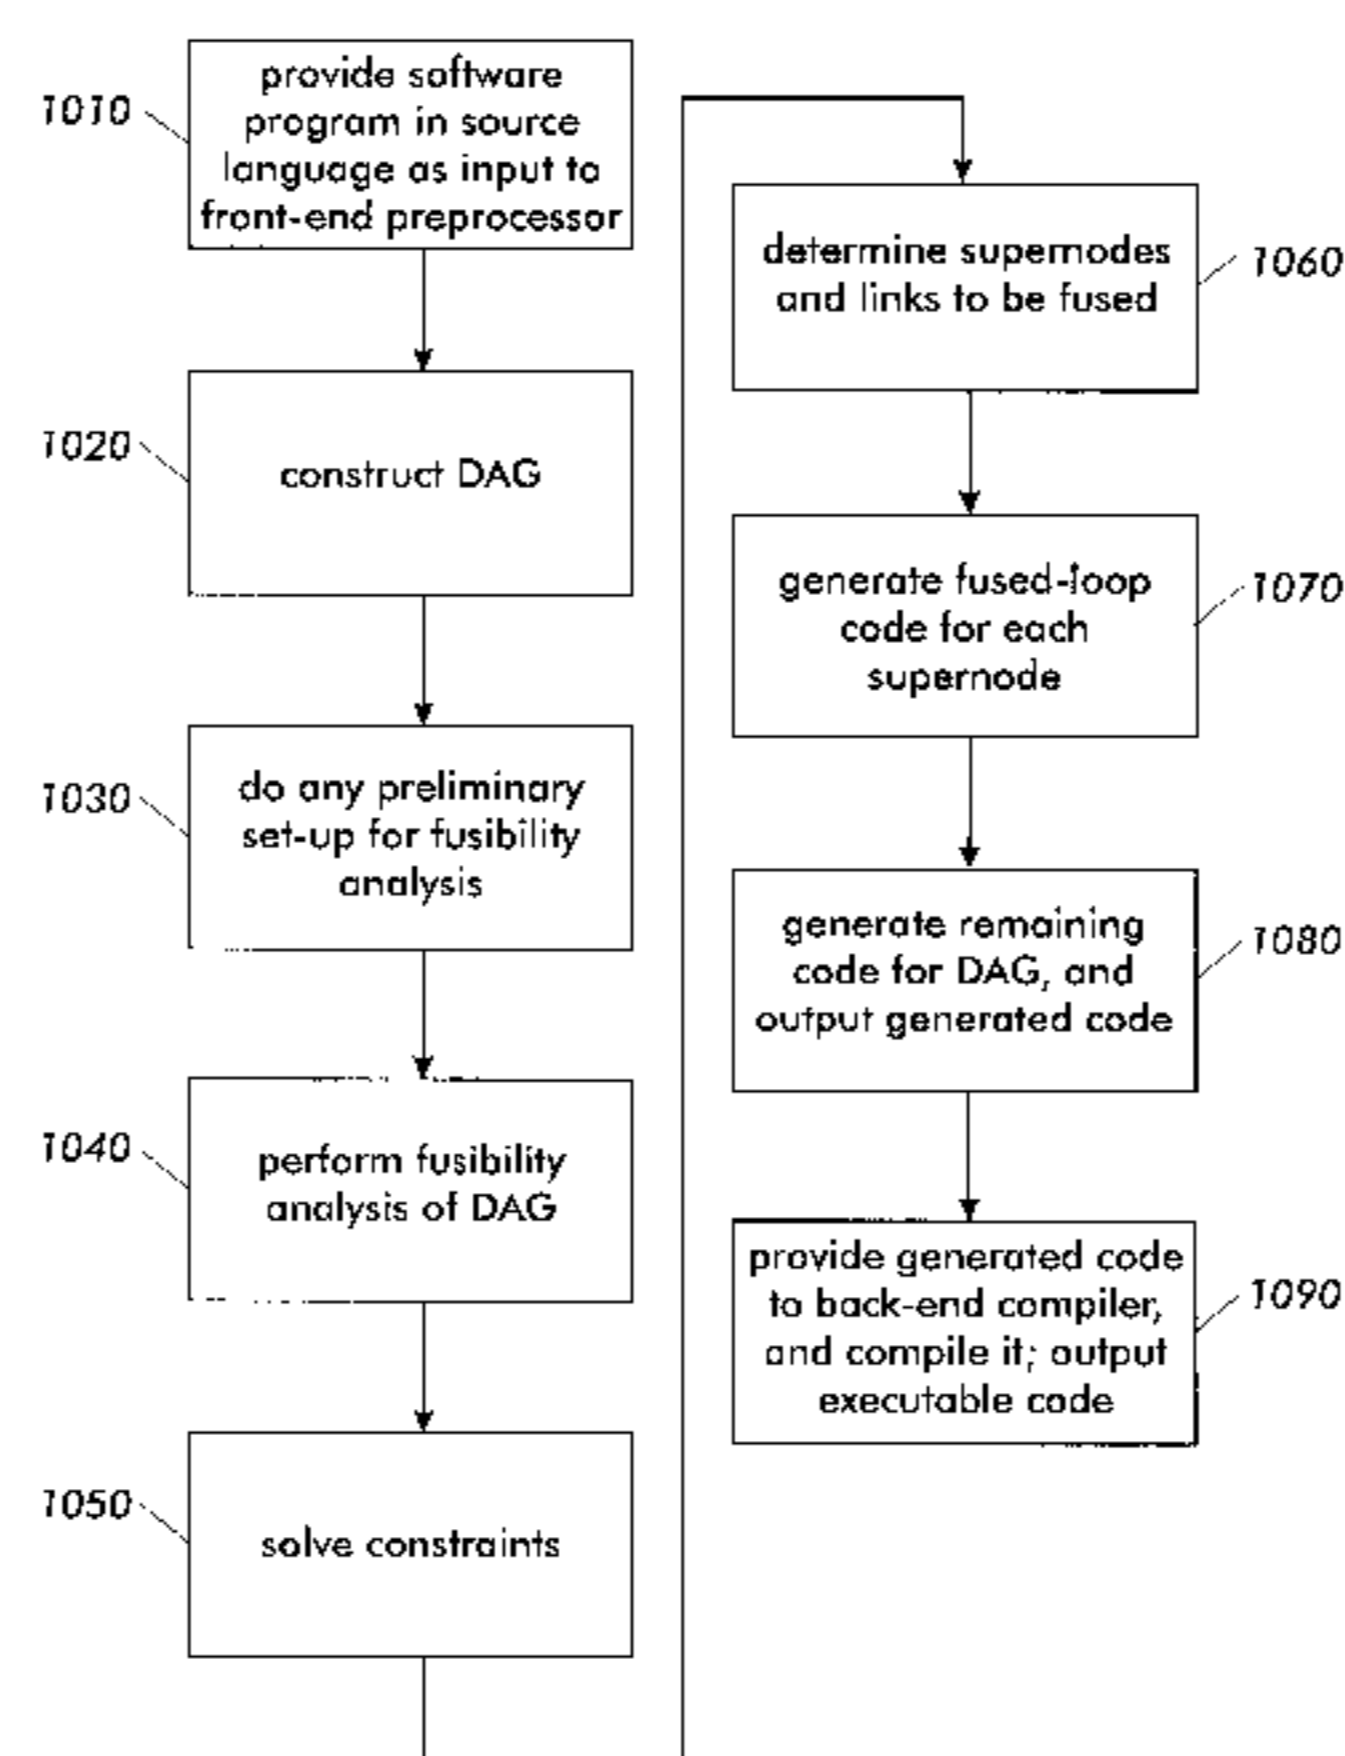 1010
provide software
program in source
language as input to
front-end preprocessor
1020
construct DAG
1030
do any preliminary
set-up for fusibility
analysis
1040
perform fusibility
analysis of DAG
1050
solve constraints
determine supernodes
and links to be fused
1060
generate fused-loop
code for each
supernode
1070
generate remaining
code for DAG, and
output generated code
1080
provide generated code
to back-end compiler,
and compile it; output
executable code
1090